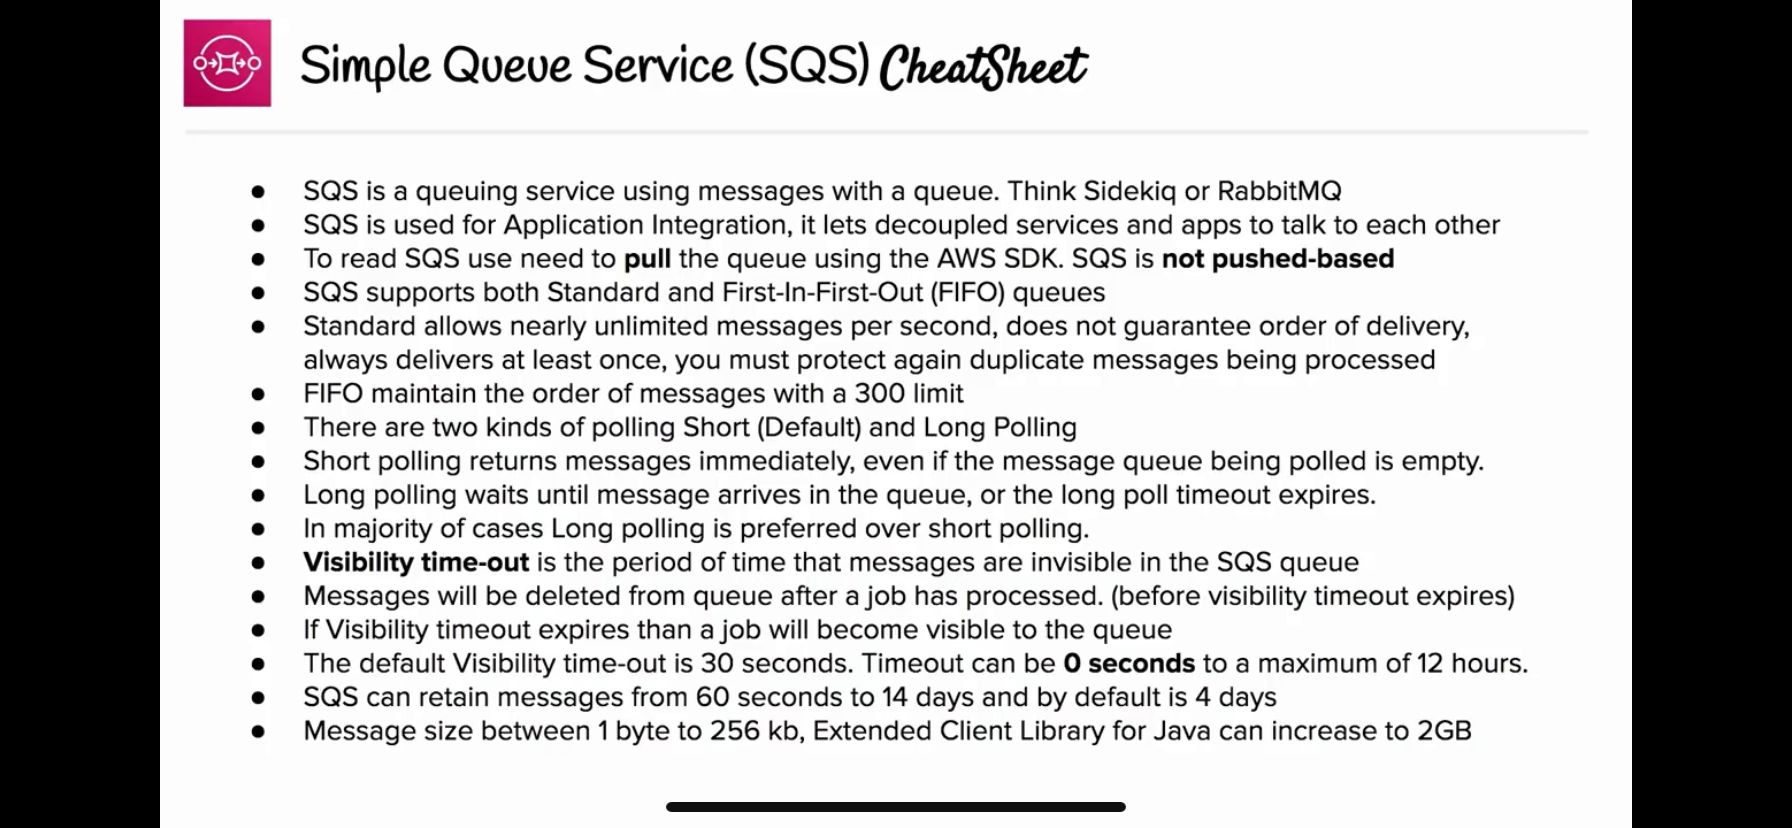 Simple Queue Service (SQS) CheatSheet
● SQS is a queuing service using messages with a queue. Think Sidekiq or RabbitMQ
● SQS is used for Application Integration, it lets decoupled services and apps to talk to each other
● To read SQS use need to pull the queue using the AWS SDK. SQS is not pushed-based
● SQS supports both Standard and First-In-First-Out (FIFO) queues
● Standard allows nearly unlimited messages per second, does not guarantee order of delivery,
always delivers at least once, you must protect again duplicate messages being processed
● FIFO maintain the order of messages with a 300 limit
● There are two kinds of polling Short (Default) and Long Polling
● Short polling returns messages immediately, even if the message queue being polled is empty.
● Long polling waits until message arrives in the queue, or the long poll timeout expires.
● In majority of cases Long polling is preferred over short polling.
● Visibility time-out is the period of time that messages are invisible in the SQS queue
● Messages will be deleted from queue after a job has processed. (before visibility timeout expires)
● If Visibility timeout expires than a job will become visible to the queue
● The default Visibility time-out is 30 seconds. Timeout can be 0 seconds to a maximum of 12 hours.
● SQS can retain messages from 60 seconds to 14 days and by default is 4 days
● Message size between 1 byte to 256 kb, Extended Client Library for Java can increase to 2GB